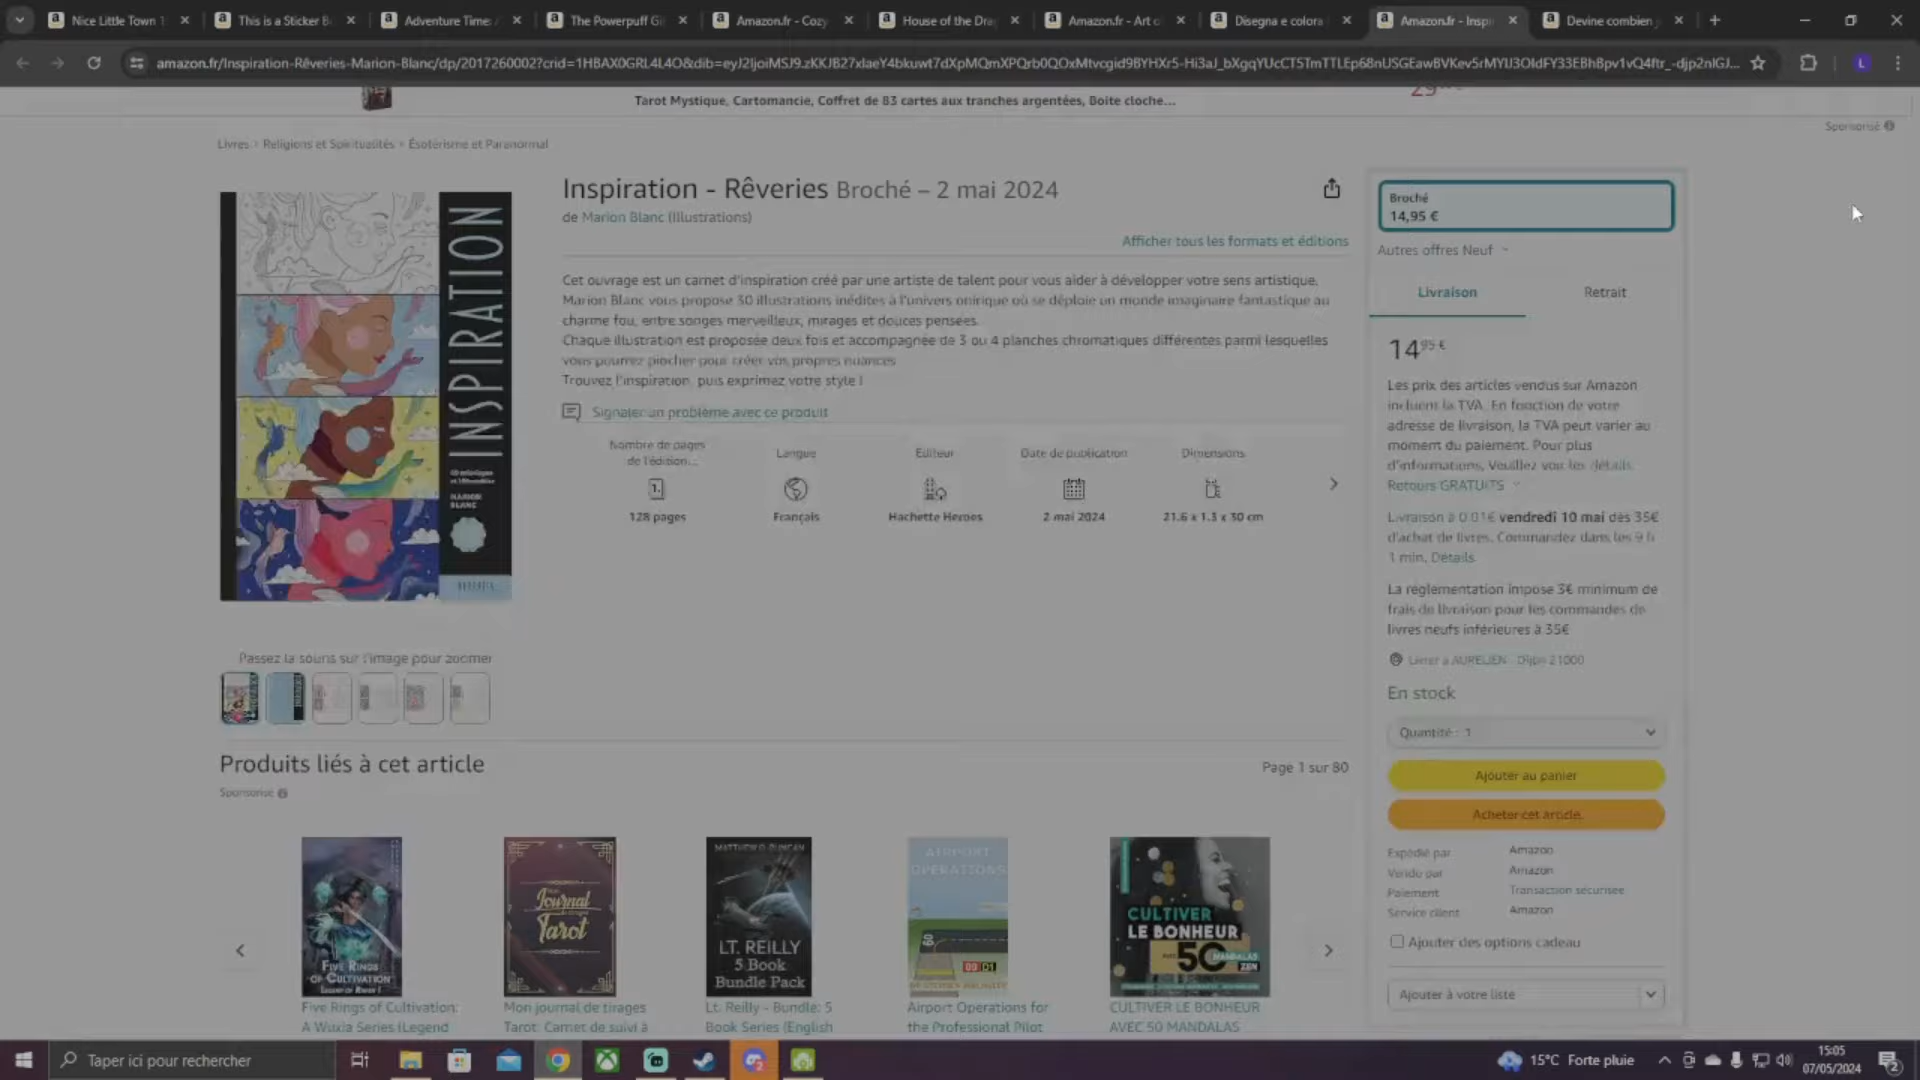 Nice Little Town 1
This is a Sticker B
Adventure Time:
The Powerpuff Gi
Amazon.fr - Cozy
House of the Dra
Amazon.fr - Art o
Disegna e colora
Amazon.fr - Inspi
Devine combien
Tarot Mystique, Cartomancie, Coffret de 83 cartes aux tranches argentées, Boite cloche...
Sponsorisé
Livres > Religions et Spiritualités > Ésotérisme et Paranormal
Inspiration - Rêveries Broché – 2 mai 2024
de Marion Blanc (Illustrations)
Afficher tous les formats et éditions
Cet ouvrage est un carnet d'inspiration créé par une artiste de talent pour vous aider à développer votre sens artistique.
Marion Blanc vous propose 30 illustrations inédites à l'univers onirique où se déploie un monde imaginaire fantastique au
charme fou, entre songes merveilleux, mirages et douces pensées.
Chaque illustration est proposée deux fois et accompagnée de 3 ou 4 planches chromatiques différentes parmi lesquelles
vous pourrez piocher pour créer vos propres nuances
Trouvez l'inspiration, puis exprimez votre style !
Signaler un problème avec ce produit
Nombre de pages
de l'édition...
128 pages
Langue
Français
Éditeur
Hachette Heroes
Date de publication
2 mai 2024
Dimensions
21.6 x 1.3 x 30 cm
INSPIRATION
MARION
BLANC
Passez la souris sur l'image pour zoomer
Broché
14,95 €
Autres offres Neuf
Livraison
Retrait
14,95 €
Les prix des articles vendus sur Amazon
incluent la TVA. En fonction de votre
adresse de livraison, la TVA peut varier au
moment du paiement. Pour plus
d'informations, Veuillez voir les détails.
Retours GRATUITS
Livraison à 0,01€ vendredi 10 mai dès 35€
d'achat de livres. Commandez dans les 9 h
1 min. Détails
La réglementation impose 3€ minimum de
frais de livraison pour les commandes de
livres neufs inférieures à 35€
Livrer à AURELIEN - Dijon 21000
En stock
Quantité : 1
Ajouter au panier
Acheter cet article
Expédié par Amazon
Vendu par Amazon
Paiement Transaction sécurisée
Service client Amazon
Ajouter des options cadeau
Ajouter à votre liste
Produits liés à cet article
Page 1 sur 80
Sponsorisé
FIVE RINGS
OF CULTIVATION
Mon
Journal
de tirages
Tarot
MATTHEW O. DUNCAN
LT. REILLY
5 Book
Bundle Pack
AIRPORT
OPERATIONS
CULTIVER
LE BONHEUR
AVEC 50 MANDALAS
ZEN
Five Rings of Cultivation:
A Wuxia Series (Legend
Mon journal de tirages
Tarot: Carnet de suivi à
Lt. Reilly - Bundle: 5
Book Series (English
Airport Operations for
the Professional Pilot
CULTIVER LE BONHEUR
AVEC 50 MANDALAS
Taper ici pour rechercher
15°C Forte pluie
15:05
07/05/2024